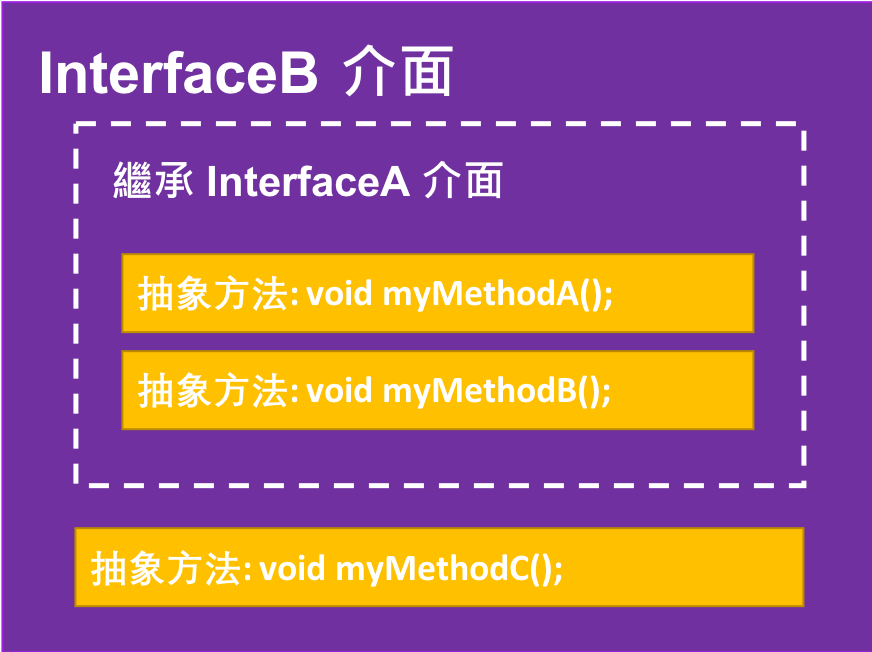 InterfaceB 介面
繼承 InterfaceA 介面
抽象方法: void myMethodA();
抽象方法: void myMethodB();
抽象方法: void myMethodC();